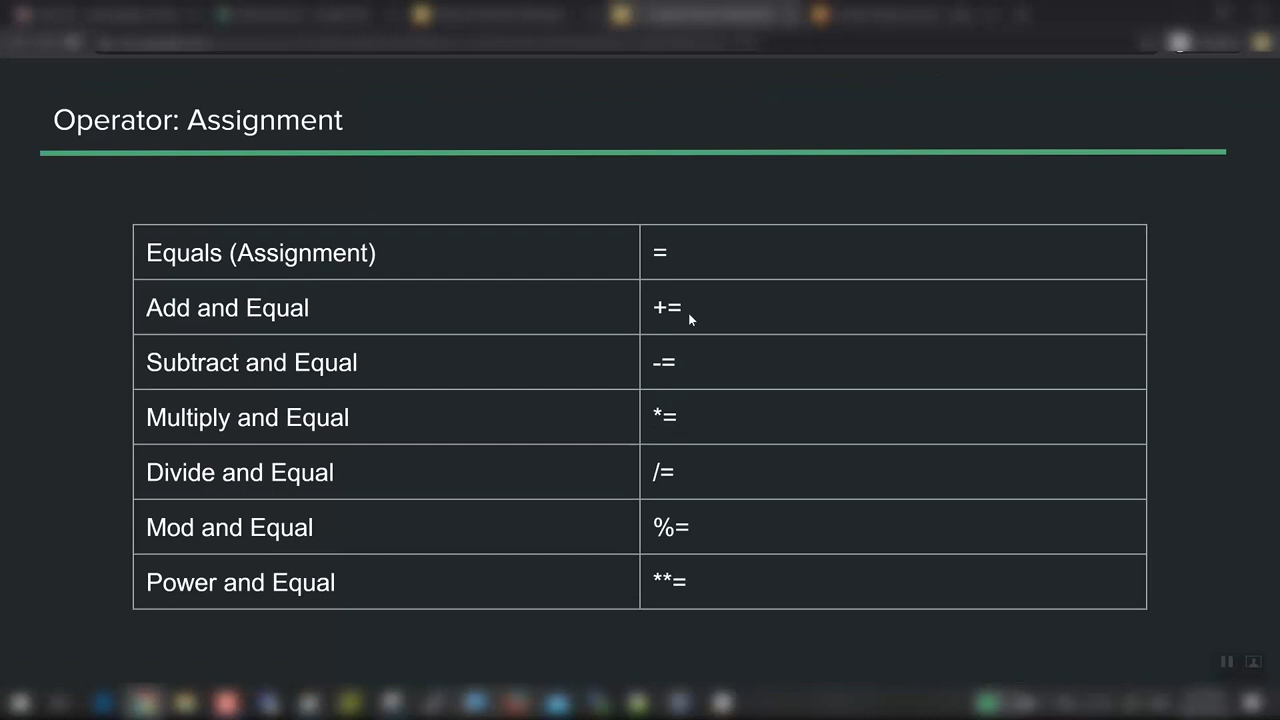 Operator: Assignment
Equals (Assignment) =
Add and Equal +=
Subtract and Equal -=
Multiply and Equal *=
Divide and Equal /=
Mod and Equal %=
Power and Equal **=